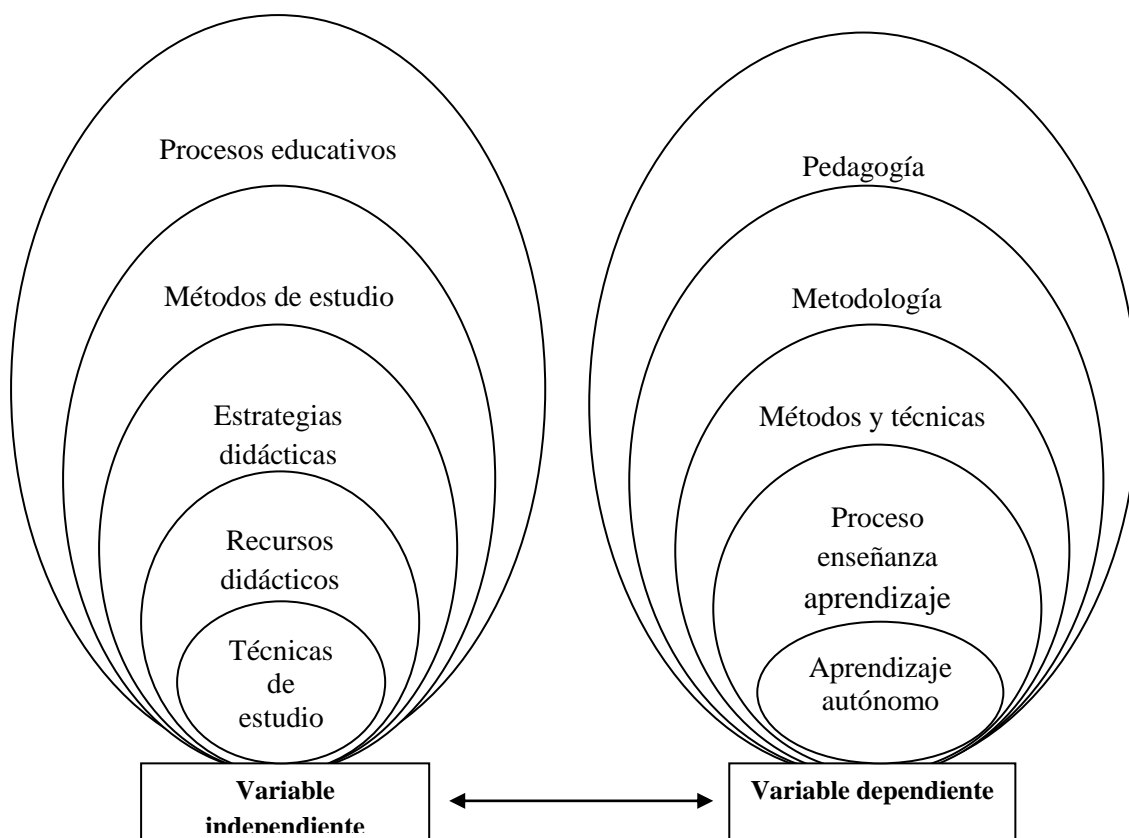 Procesos educativos
Métodos de estudio
Estrategias
didácticas
Recursos
didácticos
Técnicas
de
estudio
Variable
independiente
Pedagogía
Metodología
Métodos y técnicas
Proceso
enseñanza
aprendizaje
Aprendizaje
autónomo
Variable dependiente